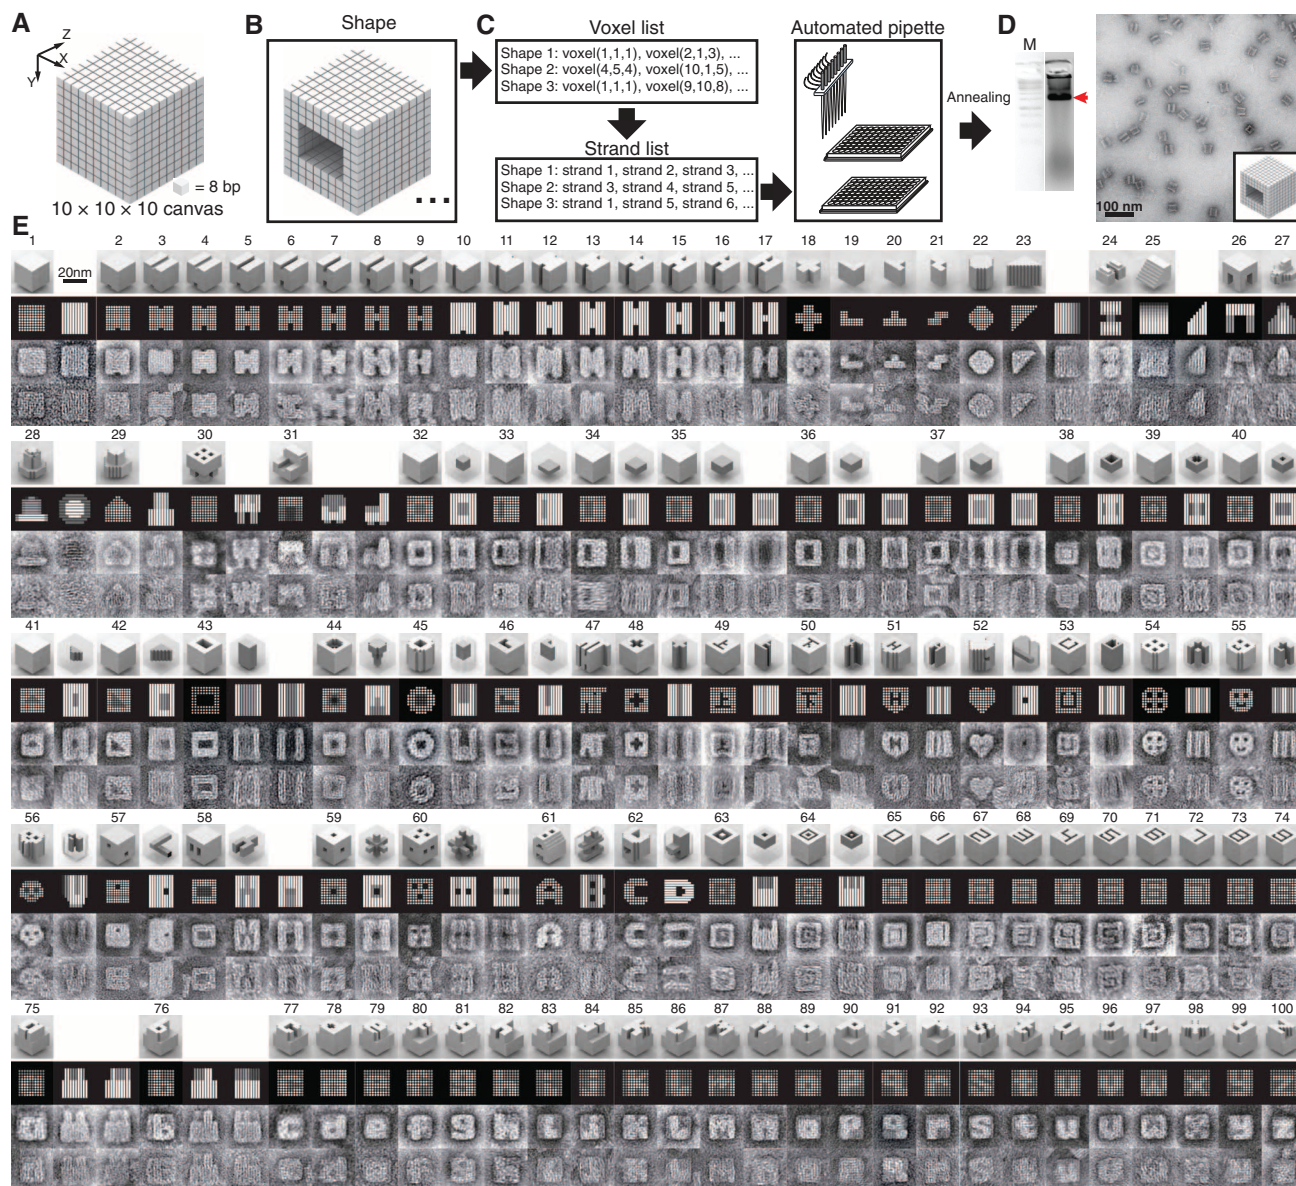 A
Z
X
Y
= 8 bp
10 × 10 × 10 canvas
B
Shape
...
C
Voxel list
Shape 1: voxel(1,1,1), voxel(2,1,3), ...
Shape 2: voxel(4,5,4), voxel(10,1,5), ...
Shape 3: voxel(1,1,1), voxel(9,10,8), ...
Strand list
Shape 1: strand 1, strand 2, strand 3, ...
Shape 2: strand 3, strand 4, strand 5, ...
Shape 3: strand 1, strand 5, strand 6, ...
Automated pipette
Annealing
D
M
100 nm
E
1 2 3 4 5 6 7 8 9 10 11 12 13 14 15 16 17 18 19 20 21 22 23 24 25 26 27
20nm
28 29 30 31 32 33 34 35 36 37 38 39 40
41 42 43 44 45 46 47 48 49 50 51 52 53 54 55
56 57 58 59 60 61 62 63 64 65 66 67 68 69 70 71 72 73 74
75 76 77 78 79 80 81 82 83 84 85 86 87 88 89 90 91 92 93 94 95 96 97 98 99 100